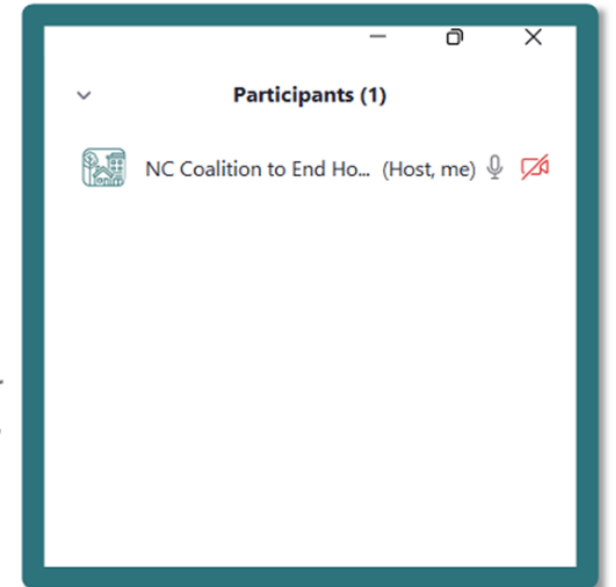 Participants (1)
NC Coalition to End Ho... (Host, me)